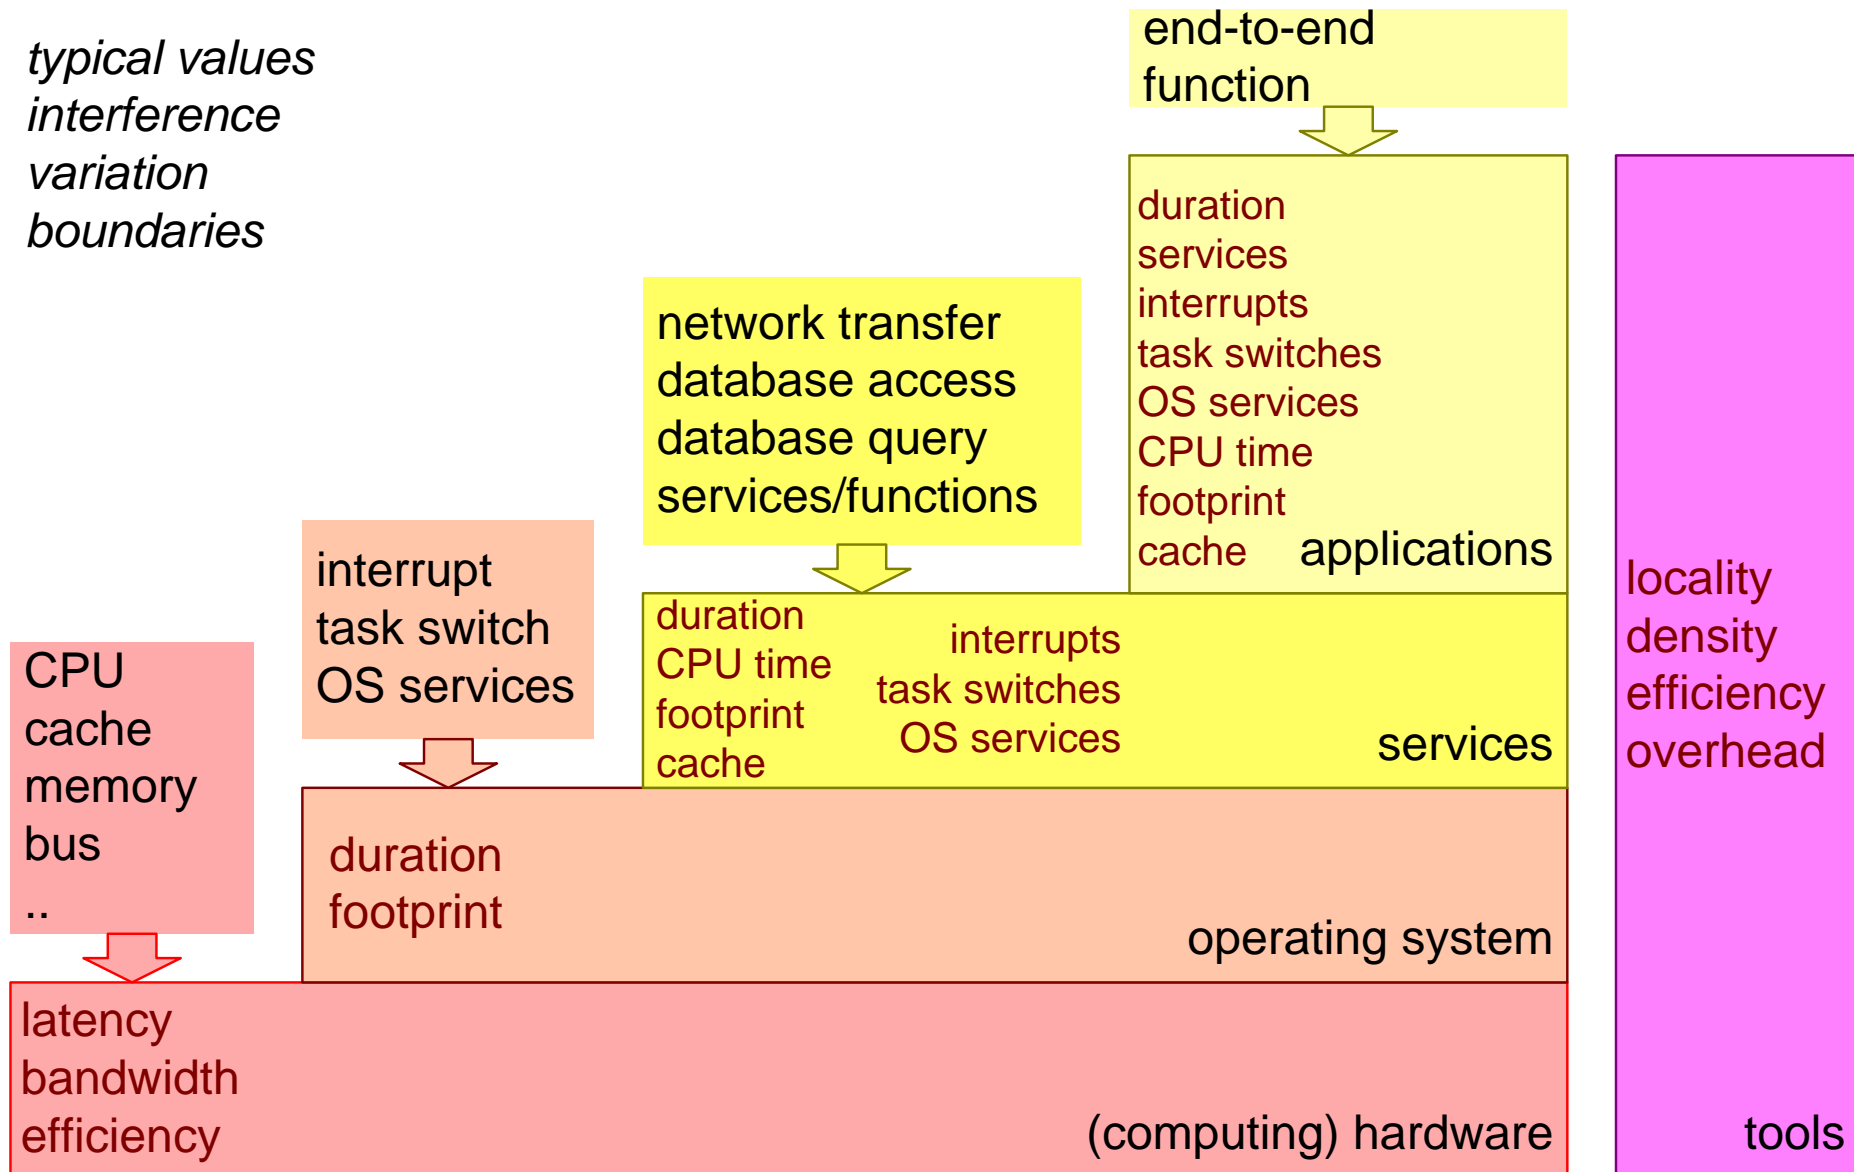 typical values
interference
variation
boundaries
end-to-end
function
duration
services
interrupts
task switches
OS services
CPU time
footprint
cache
applications
network transfer
database access
database query
services/functions
duration
CPU time
footprint
cache
interrupts
task switches
OS services
services
interrupt
task switch
OS services
duration
footprint
operating system
CPU
cache
memory
bus
..
latency
bandwidth
efficiency
(computing) hardware
locality
density
efficiency
overhead
tools